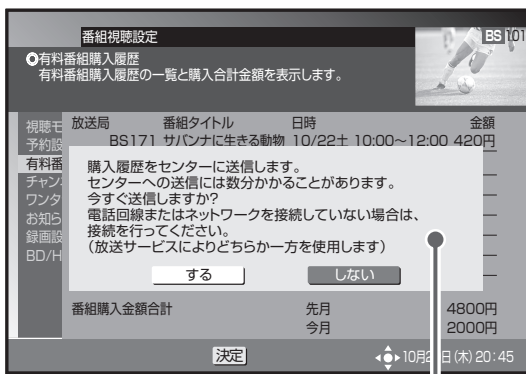 番組視聴設定
BS 101
有料番組購入履歴
有料番組購入履歴の一覧と購入合計金額を表示します。
視聴モ
予約設
有料番
チャン
ワンタ
お知ら
録画設
BD/H
放送局 番組タイトル 日時 金額
BS171 サバンナに生きる動物 10/22土 10:00〜12:00 420円
購入履歴をセンターに送信します。
センターへの送信には数分かかることがあります。
今すぐ送信しますか?
電話回線またはネットワークを接続していない場合は、
接続を行ってください。
(放送サービスによりどちらか一方を使用します)
する しない
番組購入金額合計 先月 4800円
今月 2000円
決定
10月2 日(木)20:45